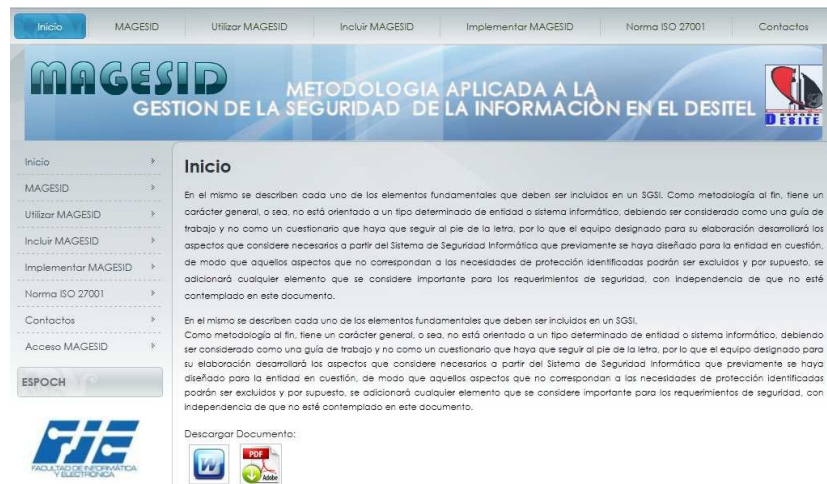 Inicio MAGESID Utilizar MAGESID Incluir MAGESID Implementar MAGESID Norma ISO 27001 Contactos
MAGESID
METODOLOGIA APLICADA A LA
GESTION DE LA SEGURIDAD DE LA INFORMACIÒN EN EL DESITEL
ESPOCH
DESITE
Inicio
MAGESID
Utilizar MAGESID
Incluir MAGESID
Implementar MAGESID
Norma ISO 27001
Contactos
Acceso MAGESID
ESPOCH
FIE
FACULTAD DE INFORMÁTICA
Y ELECTRÓNICA
Inicio
En el mismo se describen cada uno de los elementos fundamentales que deben ser incluidos en un SGSI. Como metodología al fin, tiene un
carácter general, o sea, no está orientado a un tipo determinado de entidad o sistema informático, debiendo ser considerado como una guía de
trabajo y no como un cuestionario que haya que seguir al pie de la letra, por lo que el equipo designado para su elaboración desarrollará los
aspectos que considere necesarios a partir del Sistema de Seguridad Informática que previamente se haya diseñado para la entidad en cuestión,
de modo que aquellos aspectos que no correspondan a las necesidades de protección identificadas podrán ser excluidos y por supuesto, se
adicionará cualquier elemento que se considere importante para los requerimientos de seguridad, con independencia de que no esté
contemplado en este documento.
En el mismo se describen cada uno de los elementos fundamentales que deben ser incluidos en un SGSI.
Como metodología al fin, tiene un carácter general, o sea, no está orientado a un tipo determinado de entidad o sistema informático, debiendo
ser considerado como una guía de trabajo y no como un cuestionario que haya que seguir al pie de la letra, por lo que el equipo designado para
su elaboración desarrollará los aspectos que considere necesarios a partir del Sistema de Seguridad Informática que previamente se haya
diseñado para la entidad en cuestión, de modo que aquellos aspectos que no correspondan a las necesidades de protección identificadas
podrán ser excluidos y por supuesto, se adicionará cualquier elemento que se considere importante para los requerimientos de seguridad, con
independencia de que no esté contemplado en este documento.
Descargar Documento:
W
PDF
Adobe